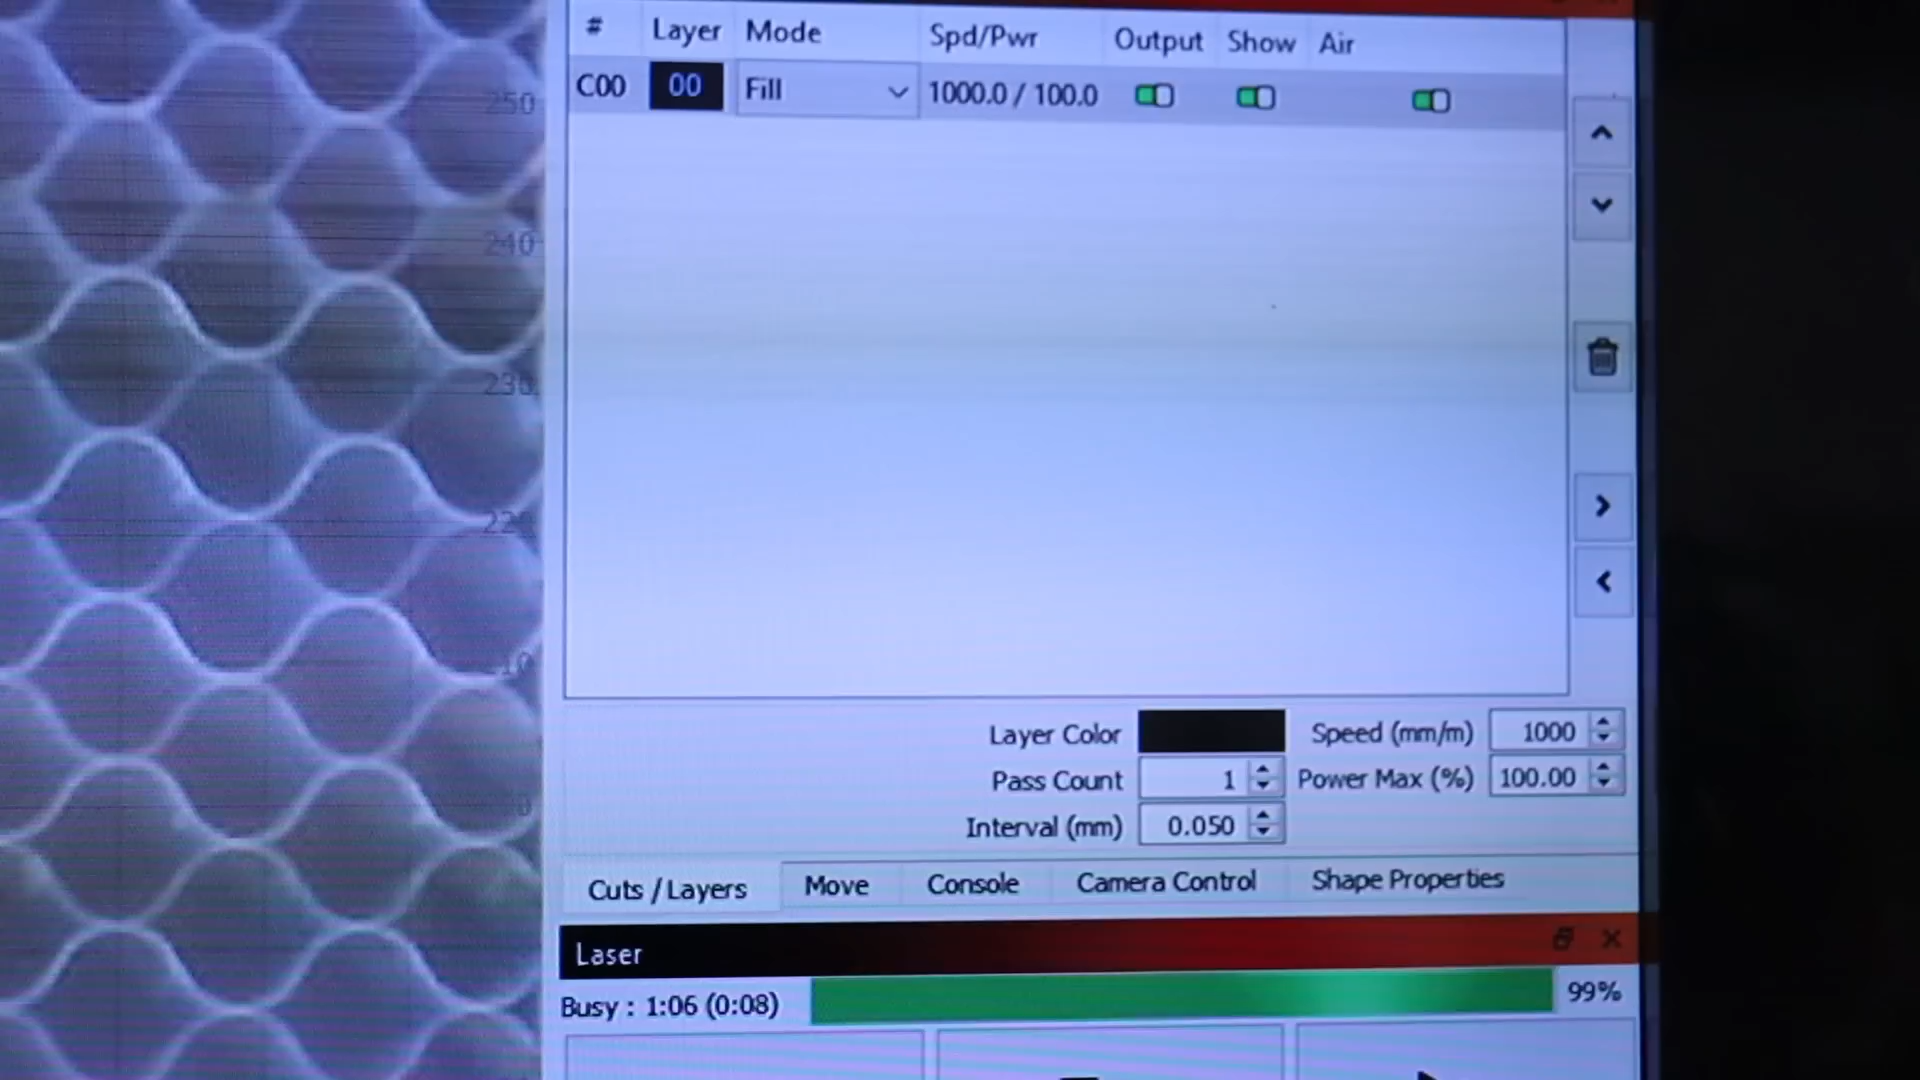 # Layer Mode Spd/Pwr Output Show Air
C00 00 Fill 1000.0 / 100.0
250
240
230
Layer Color Speed (mm/m) 1000
Pass Count 1 Power Max (%) 100.00
Interval (mm) 0.050
Cuts / Layers Move Console Camera Control Shape Properties
Laser
Busy : 1:06 (0:08) 99%